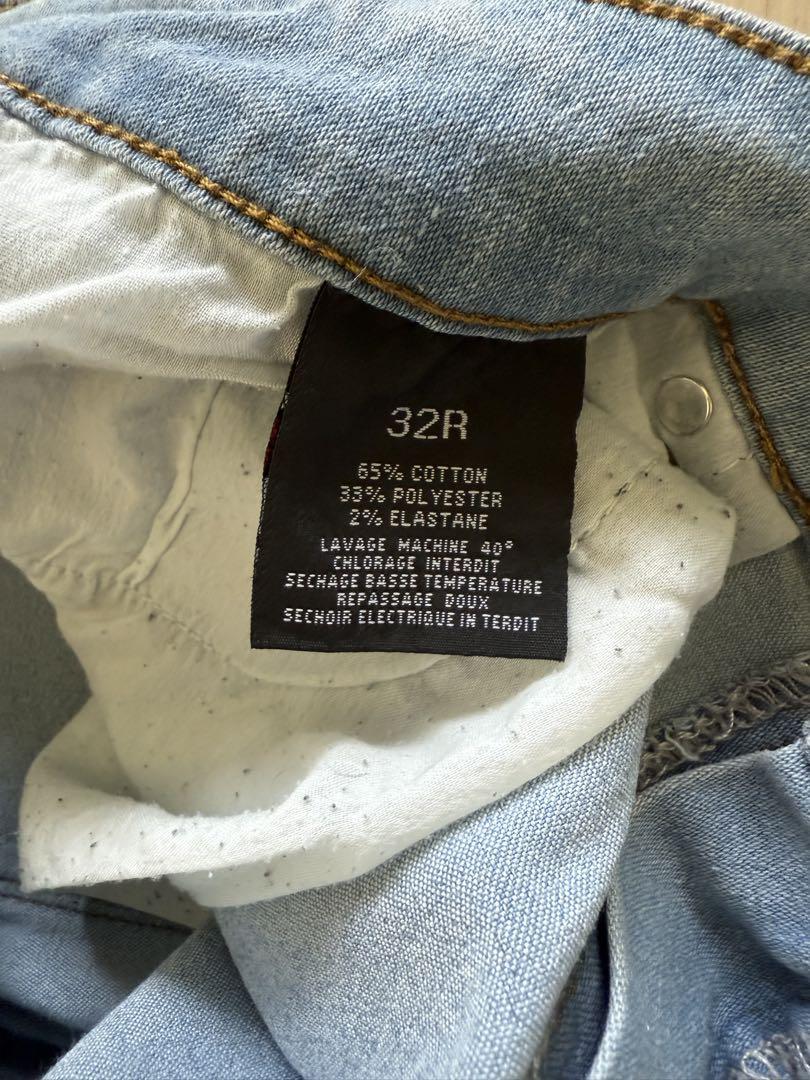 32R
65% COTTON
33% POLYESTER
2% ELASTANE
LAVAGE MACHINE 40°
CHLORAGE INTERDIT
SECHAGE BASSE TEMPERATURE
REPASSAGE DOUX
SECHOIR ELECTRIQUE IN TERDIT